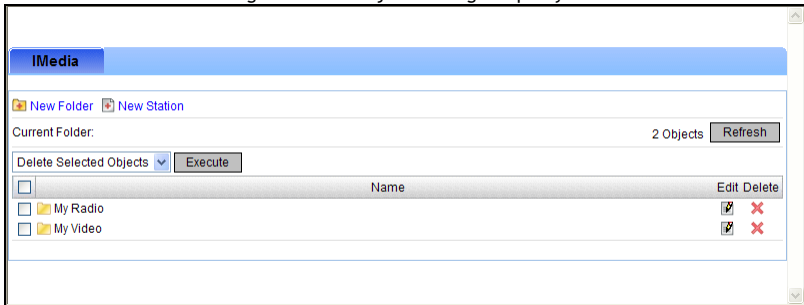 IMedia
New Folder New Station
Current Folder: 2 Objects Refresh
Delete Selected Objects Execute
Name Edit Delete
My Radio
My Video